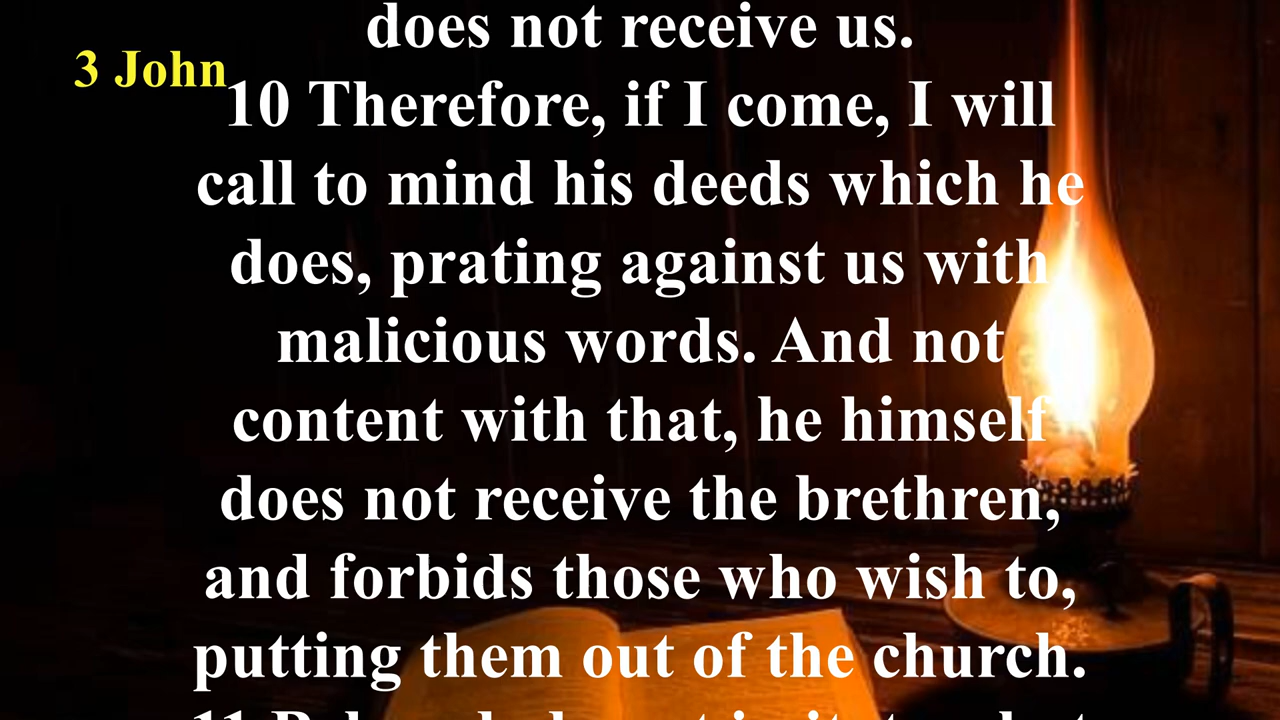 does not receive us.
3 John
10 Therefore, if I come, I will
call to mind his deeds which he
does, prating against us with
malicious words. And not
content with that, he himself
does not receive the brethren,
and forbids those who wish to,
putting them out of the church.